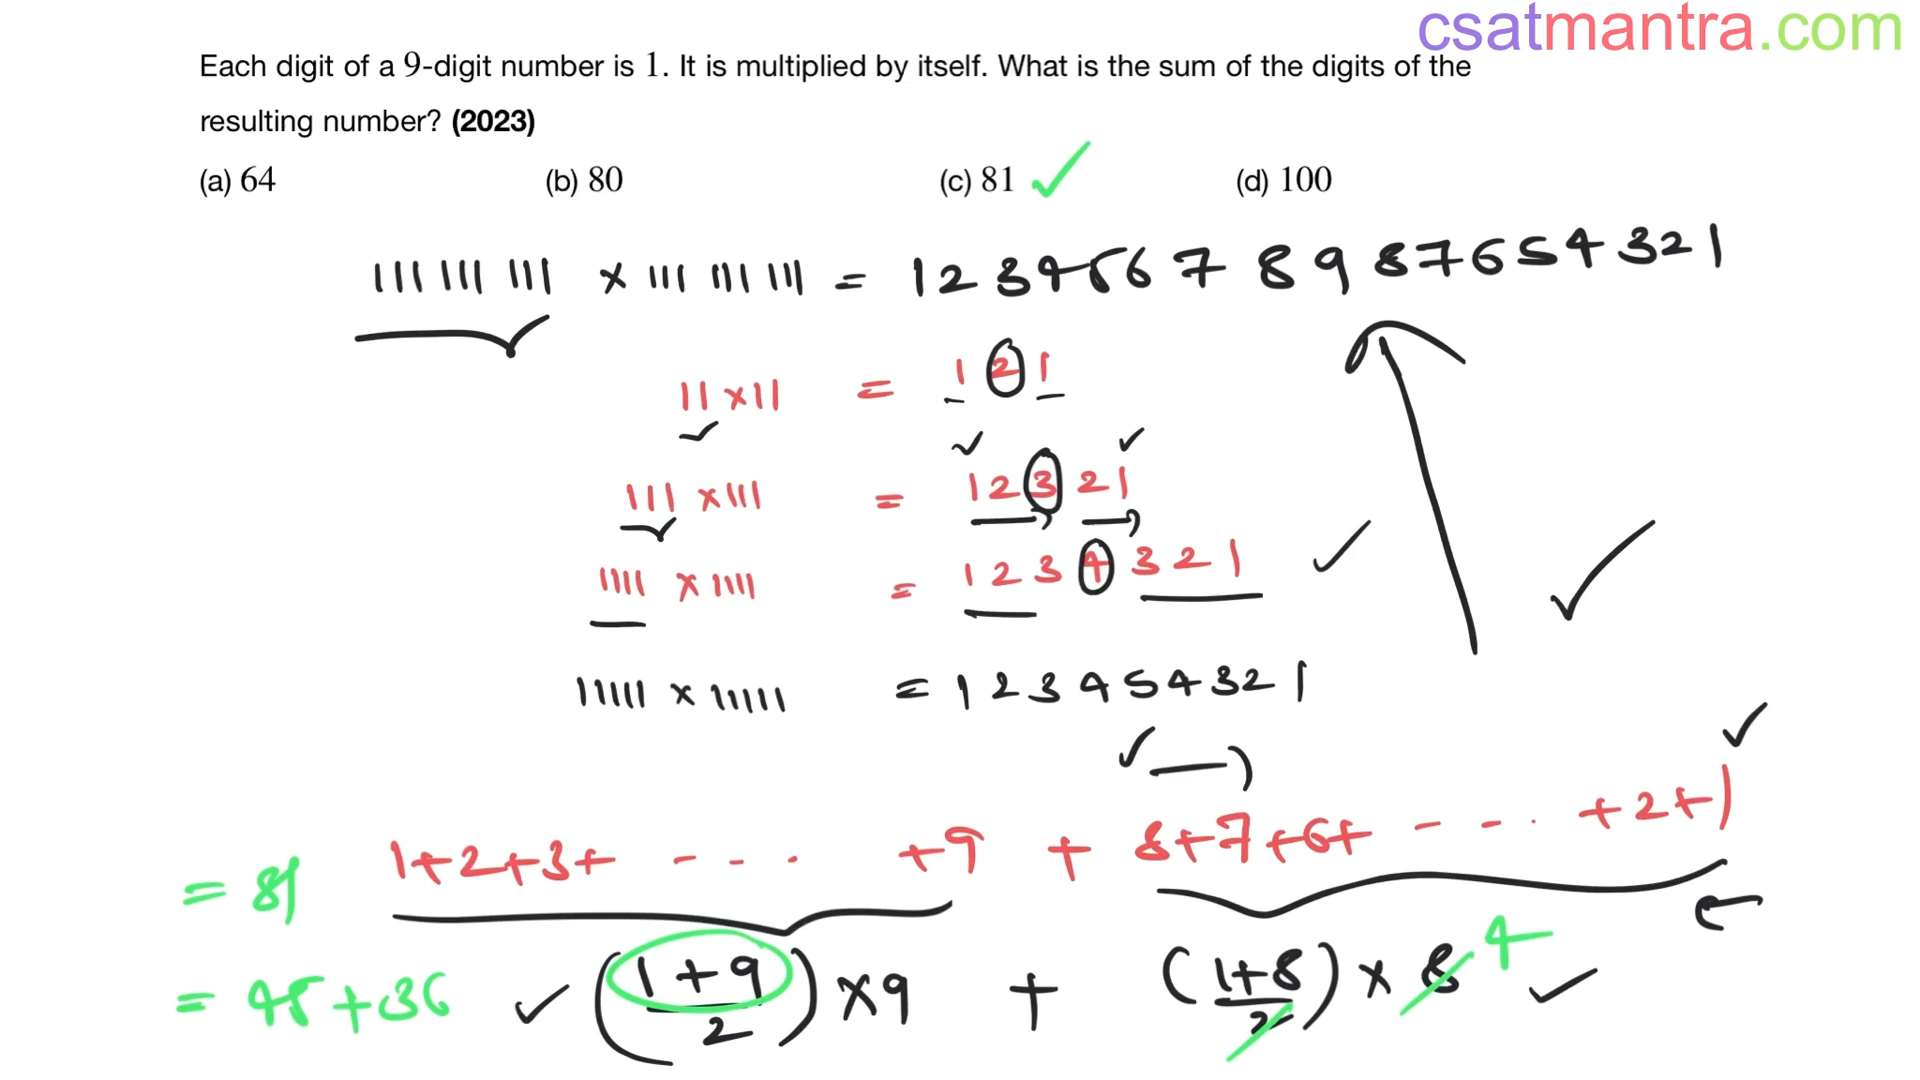 csatmantra.com
Each digit of a 9-digit number is 1. It is multiplied by itself. What is the sum of the digits of the
resulting number? (2023)
(a) 64 (b) 80 (c) 81 ✓ (d) 100
111 111 111 × 111 111 111 = 12345678987654321
11 × 11 = 121
111 × 111 = 12321
1111 × 1111 = 1234321
11111 × 11111 = 123454321
= 81 1+2+3+ - - - . +9 + 8+7+6+ - - . +2+1
= 45+36 ✓ (1+9/2) × 9 + (1+8/2) × 8 4 ✓